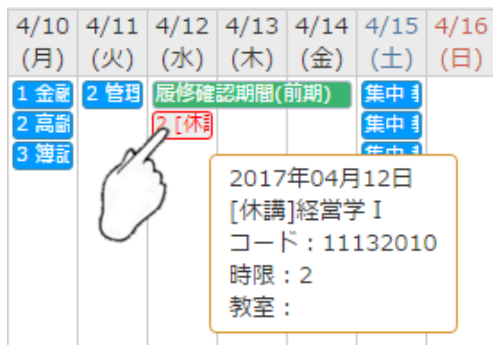 4/10 4/11 4/12 4/13 4/14 4/15 4/16
(月) (火) (水) (木) (金) (土) (日)
1 金融 2 管理 履修確認期間(前期) 集中
2 高齢 2 [休講 集中
3 簿記 集中
2017年04月12日
[休講]経営学 I
コード：11132010
時限：2
教室：